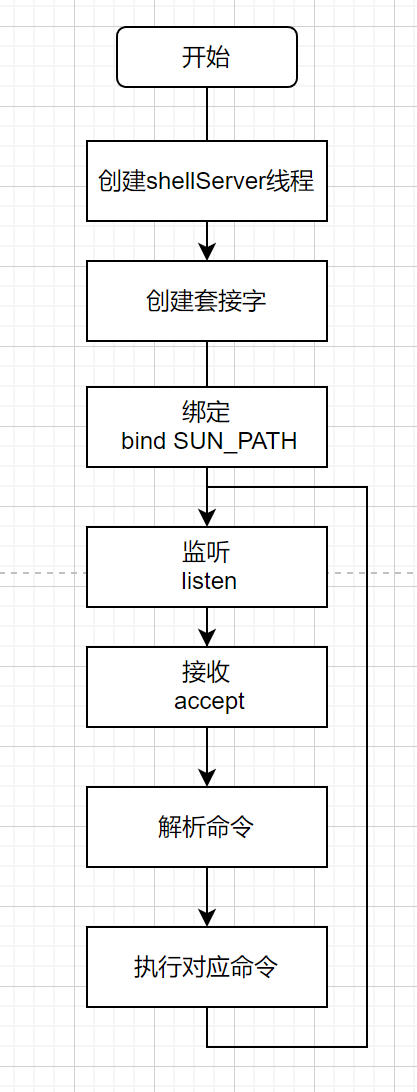 开始
创建shellServer线程
创建套接字
绑定
bind SUN_PATH
监听
listen
接收
accept
解析命令
执行对应命令